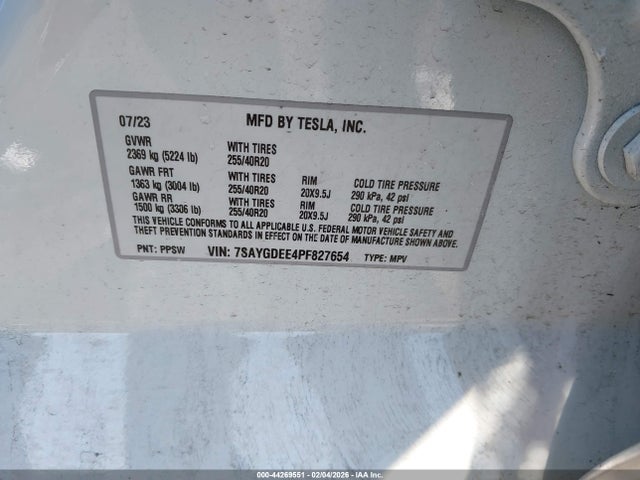 07/23 MFD BY TESLA, INC.
GVWR WITH TIRES
2369 kg (5224 lb) 255/40R20
GAWR FRT WITH TIRES RIM COLD TIRE PRESSURE
1363 kg (3004 lb) 255/40R20 20X9.5J 290 kPa, 42 psi
GAWR RR WITH TIRES RIM COLD TIRE PRESSURE
1500 kg (3306 lb) 255/40R20 20X9.5J 290 kPa, 42 psi
THIS VEHICLE CONFORMS TO ALL APPLICABLE U.S. FEDERAL MOTOR VEHICLE SAFETY AND
THEFT PREVENTION STANDARDS IN EFFECT ON THE DATE OF MANUFACTURE SHOWN ABOVE.
PNT: PPSW VIN: 7SAYGDEE4PF827654 TYPE: MPV
000-44269551 - 02/04/2026 - IAA Inc.